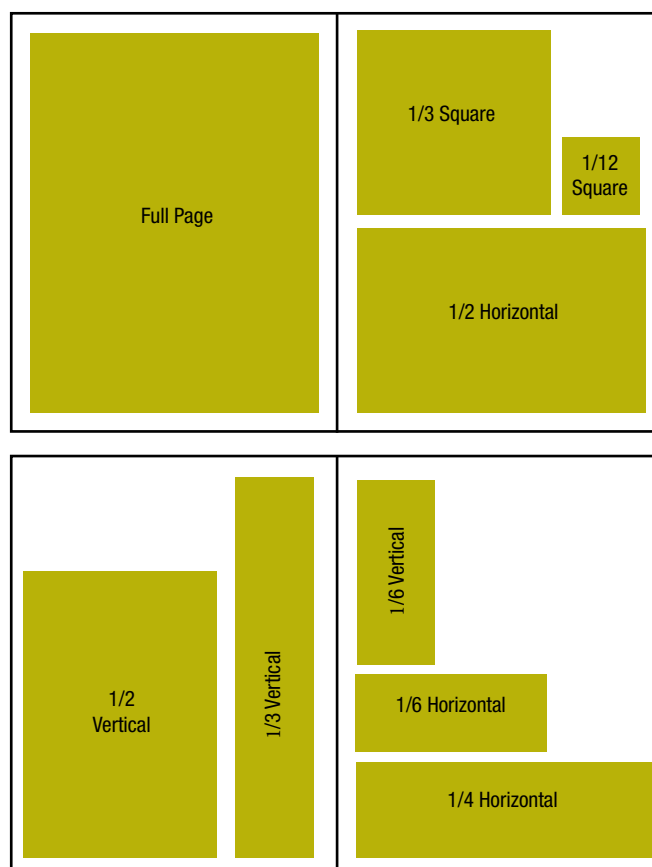 Full Page
1/3 Square
1/12
Square
1/2 Horizontal
1/2
Vertical
1/3 Vertical
1/6 Vertical
1/6 Horizontal
1/4 Horizontal